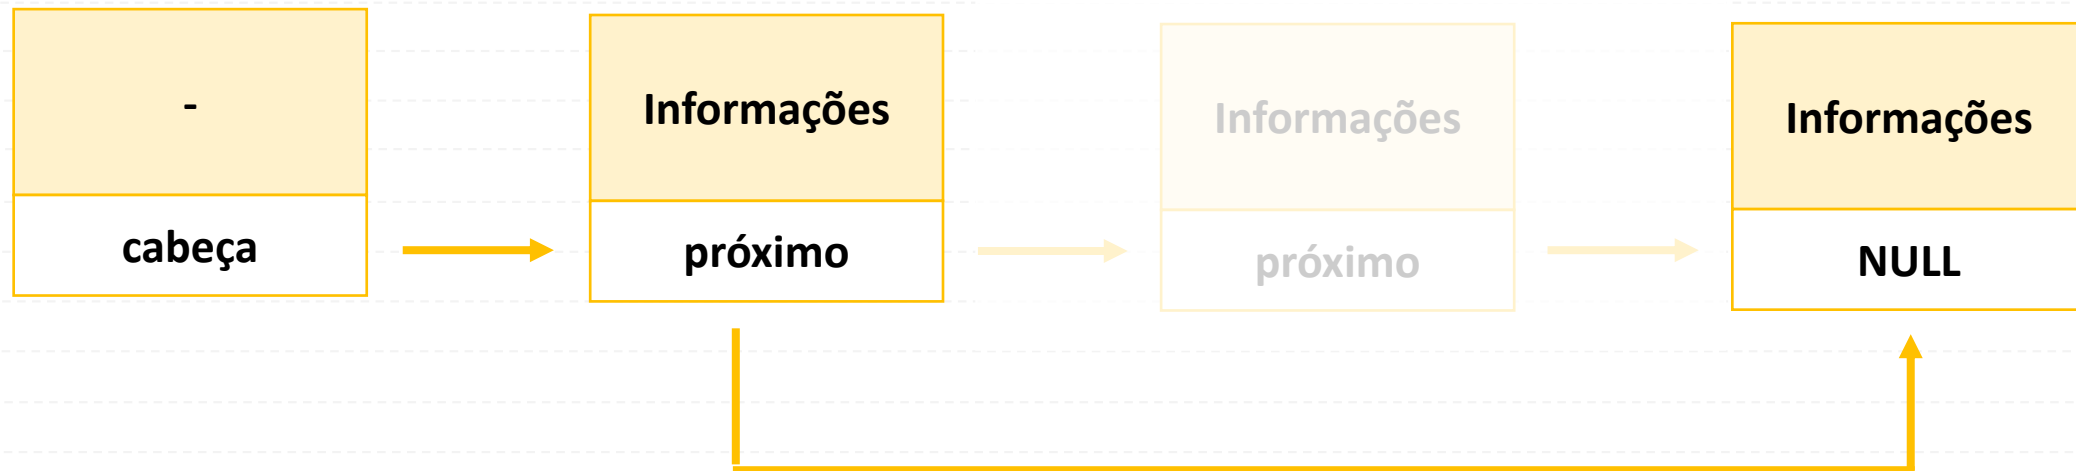 -
cabeça
Informações
próximo
Informações
próximo
Informações
NULL